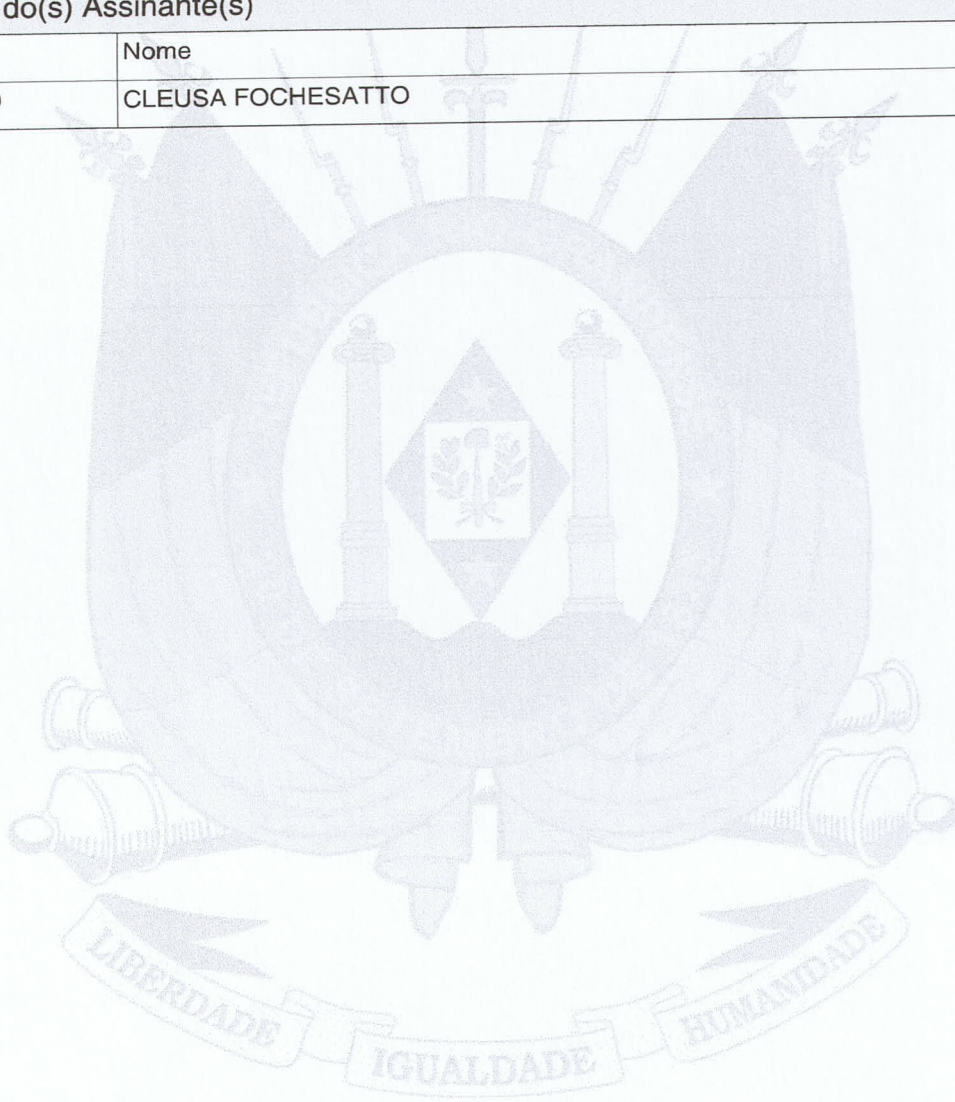 do(s) Assinante(s)
Nome
CLEUSA FOCHESATTO
LIBERDADE
IGUALDADE
HUMANIDADE